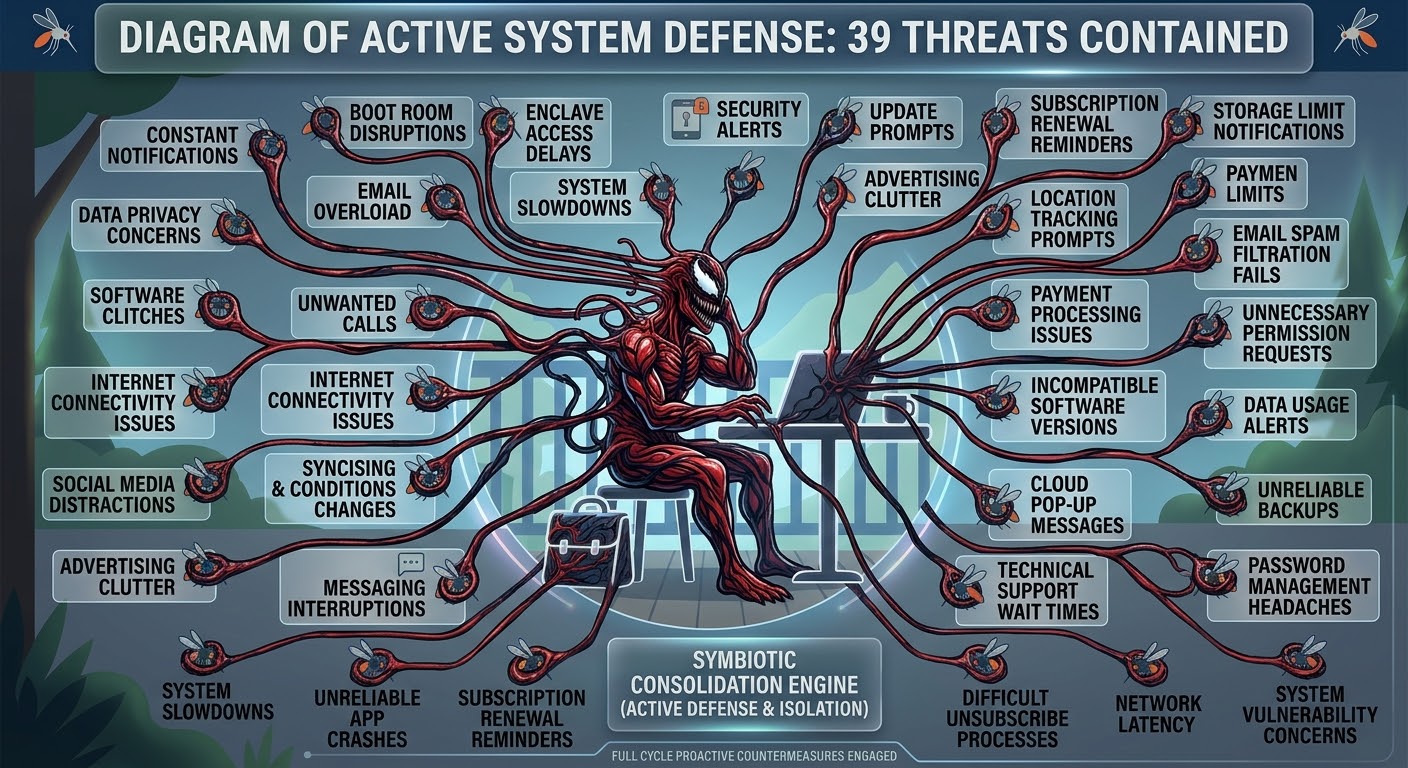 DIAGRAM OF ACTIVE SYSTEM DEFENSE: 39 THREATS CONTAINED
CONSTANT
NOTIFICATIONS
BOOT ROOM
DISRUPTIONS
ENCLAVE
ACCESS
DELAYS
6
SECURITY
ALERTS
UPDATE
PROMPTS
SUBSCRIPTION
RENEWAL
REMINDERS
STORAGE LIMIT
NOTIFICATIONS
DATA PRIVACY
CONCERNS
EMAIL
OVERLOIAD
SYSTEM
SLOWDOWNS
ADVERTISING
CLUTTER
LOCATION
TRACKING
PROMPTS
PAYMEN
LIMITS
EMAIL SPAM
FILTRATION
FAILS
SOFTWARE
CLITCHES
UNWANTED
CALLS
PAYMENT
PROCESSING
ISSUES
UNNECESSARY
PERMISSION
REQUESTS
INTERNET
CONNECTIVITY
ISSUES
INTERNET
CONNECTIVITY
ISSUES
INCOMPATIBLE
SOFTWARE
VERSIONS
DATA USAGE
ALERTS
SOCIAL MEDIA
DISTRACTIONS
SYNCISING
& CONDITIONS
CHANGES
CLOUD
POP-UP
MESSAGES
UNRELIABLE
BACKUPS
ADVERTISING
CLUTTER
MESSAGING
INTERRUPTIONS
TECHNICAL
SUPPORT
WAIT TIMES
PASSWORD
MANAGEMENT
HEADACHES
SYSTEM
SLOWDOWNS
UNRELIABLE
APP
CRASHES
SUBSCRIPTION
RENEWAL
REMINDERS
SYMBIOTIC
CONSOLIDATION ENGINE
(ACTIVE DEFENSE & ISOLATION)
DIFFICULT
UNSUBSCRIBE
PROCESSES
NETWORK
LATENCY
SYSTEM
VULNERABILITY
CONCERNS
FULL CYCLE PROACTIVE COUNTERMEASURES ENGAGED